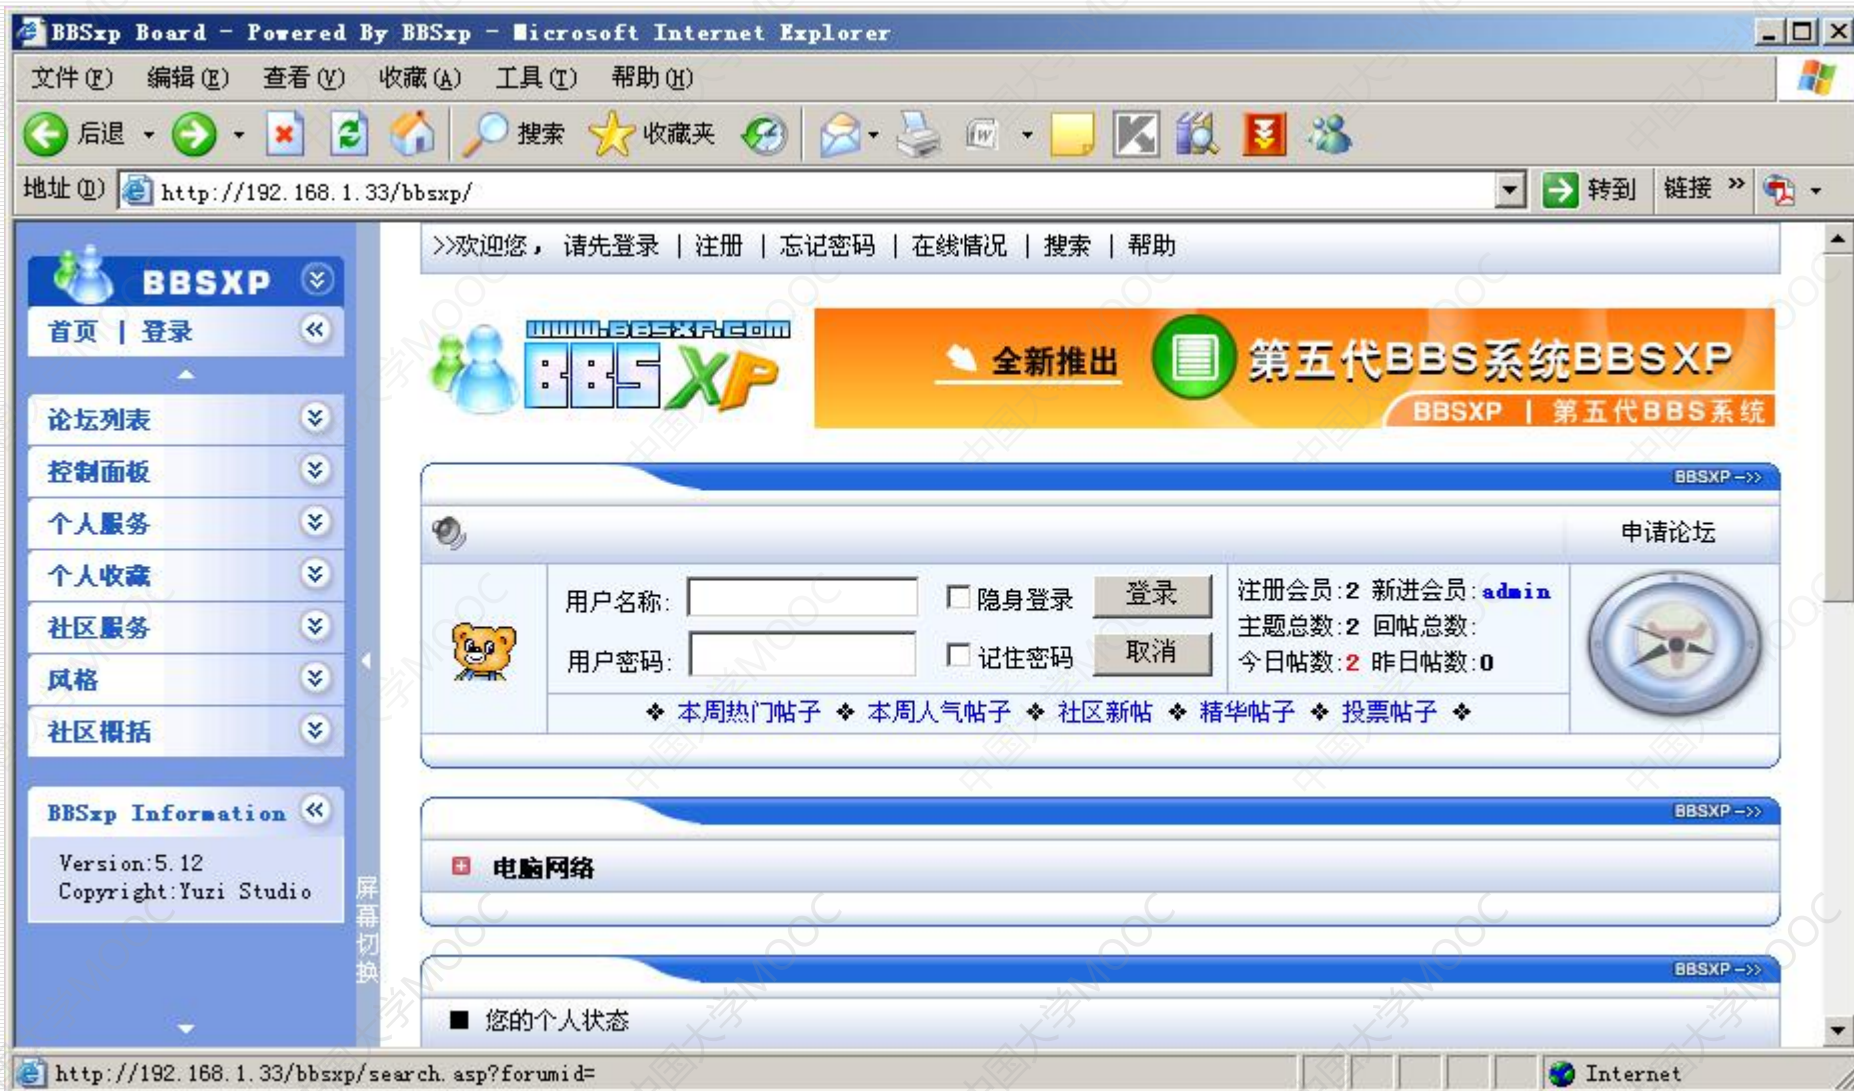 BBSxp Board - Powered By BBSxp - Microsoft Internet Explorer
文件(F) 编辑(E) 查看(V) 收藏(A) 工具(T) 帮助(H)
后退 搜索 收藏夹
地址(D) http://192.168.1.33/bbsxp/ 转到 链接 »
BBSXP
首页 | 登录
论坛列表
控制面板
个人服务
个人收藏
社区服务
风格
社区概括
BBSxp Information
Version:5.12
Copyright:Yuzi Studio
屏幕切换
>>欢迎您， 请先登录 | 注册 | 忘记密码 | 在线情况 | 搜索 | 帮助
www.BBSXP.com
BBS XP
全新推出 第五代BBS系统BBSXP
BBSXP | 第五代BBS系统
BBSXP->>
申请论坛
用户名称: 隐身登录 登录
用户密码: 记住密码 取消
注册会员:2 新进会员:admin
主题总数:2 回帖总数:
今日帖数:2 昨日帖数:0
❖ 本周热门帖子 ❖ 本周人气帖子 ❖ 社区新帖 ❖ 精华帖子 ❖ 投票帖子 ❖
BBSXP->>
电脑网络
BBSXP->>
■ 您的个人状态
http://192.168.1.33/bbsxp/search.asp?forumid= Internet
中国大学MOOC